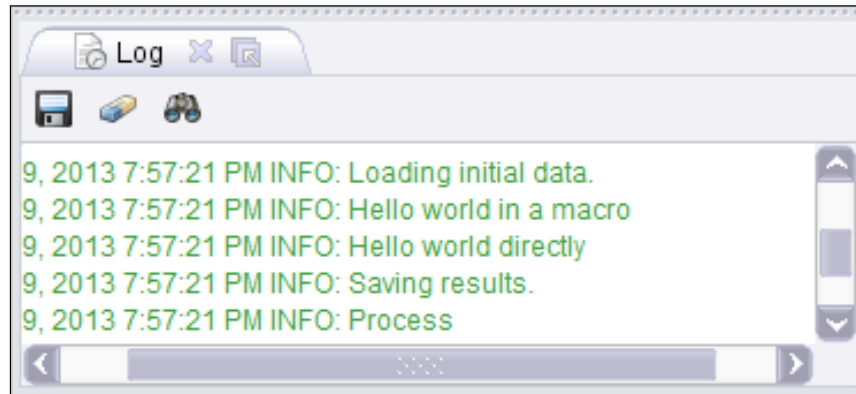 Log
9, 2013 7:57:21 PM INFO: Loading initial data.
9, 2013 7:57:21 PM INFO: Hello world in a macro
9, 2013 7:57:21 PM INFO: Hello world directly
9, 2013 7:57:21 PM INFO: Saving results.
9, 2013 7:57:21 PM INFO: Process